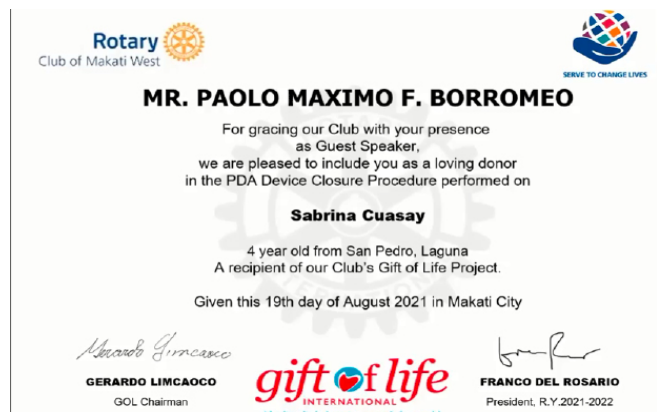 Rotary
Club of Makati West
SERVE TO CHANGE LIVES
MR. PAOLO MAXIMO F. BORROMEO
For gracing our Club with your presence
as Guest Speaker,
we are pleased to include you as a loving donor
in the PDA Device Closure Procedure performed on
Sabrina Cuasay
4 year old from San Pedro, Laguna
A recipient of our Club's Gift of Life Project.
Given this 19th day of August 2021 in Makati City
Gerardo Limcaoco
GERARDO LIMCAOCO
GOL Chairman
gift of life
INTERNATIONAL
FRANCO DEL ROSARIO
President, R.Y.2021-2022